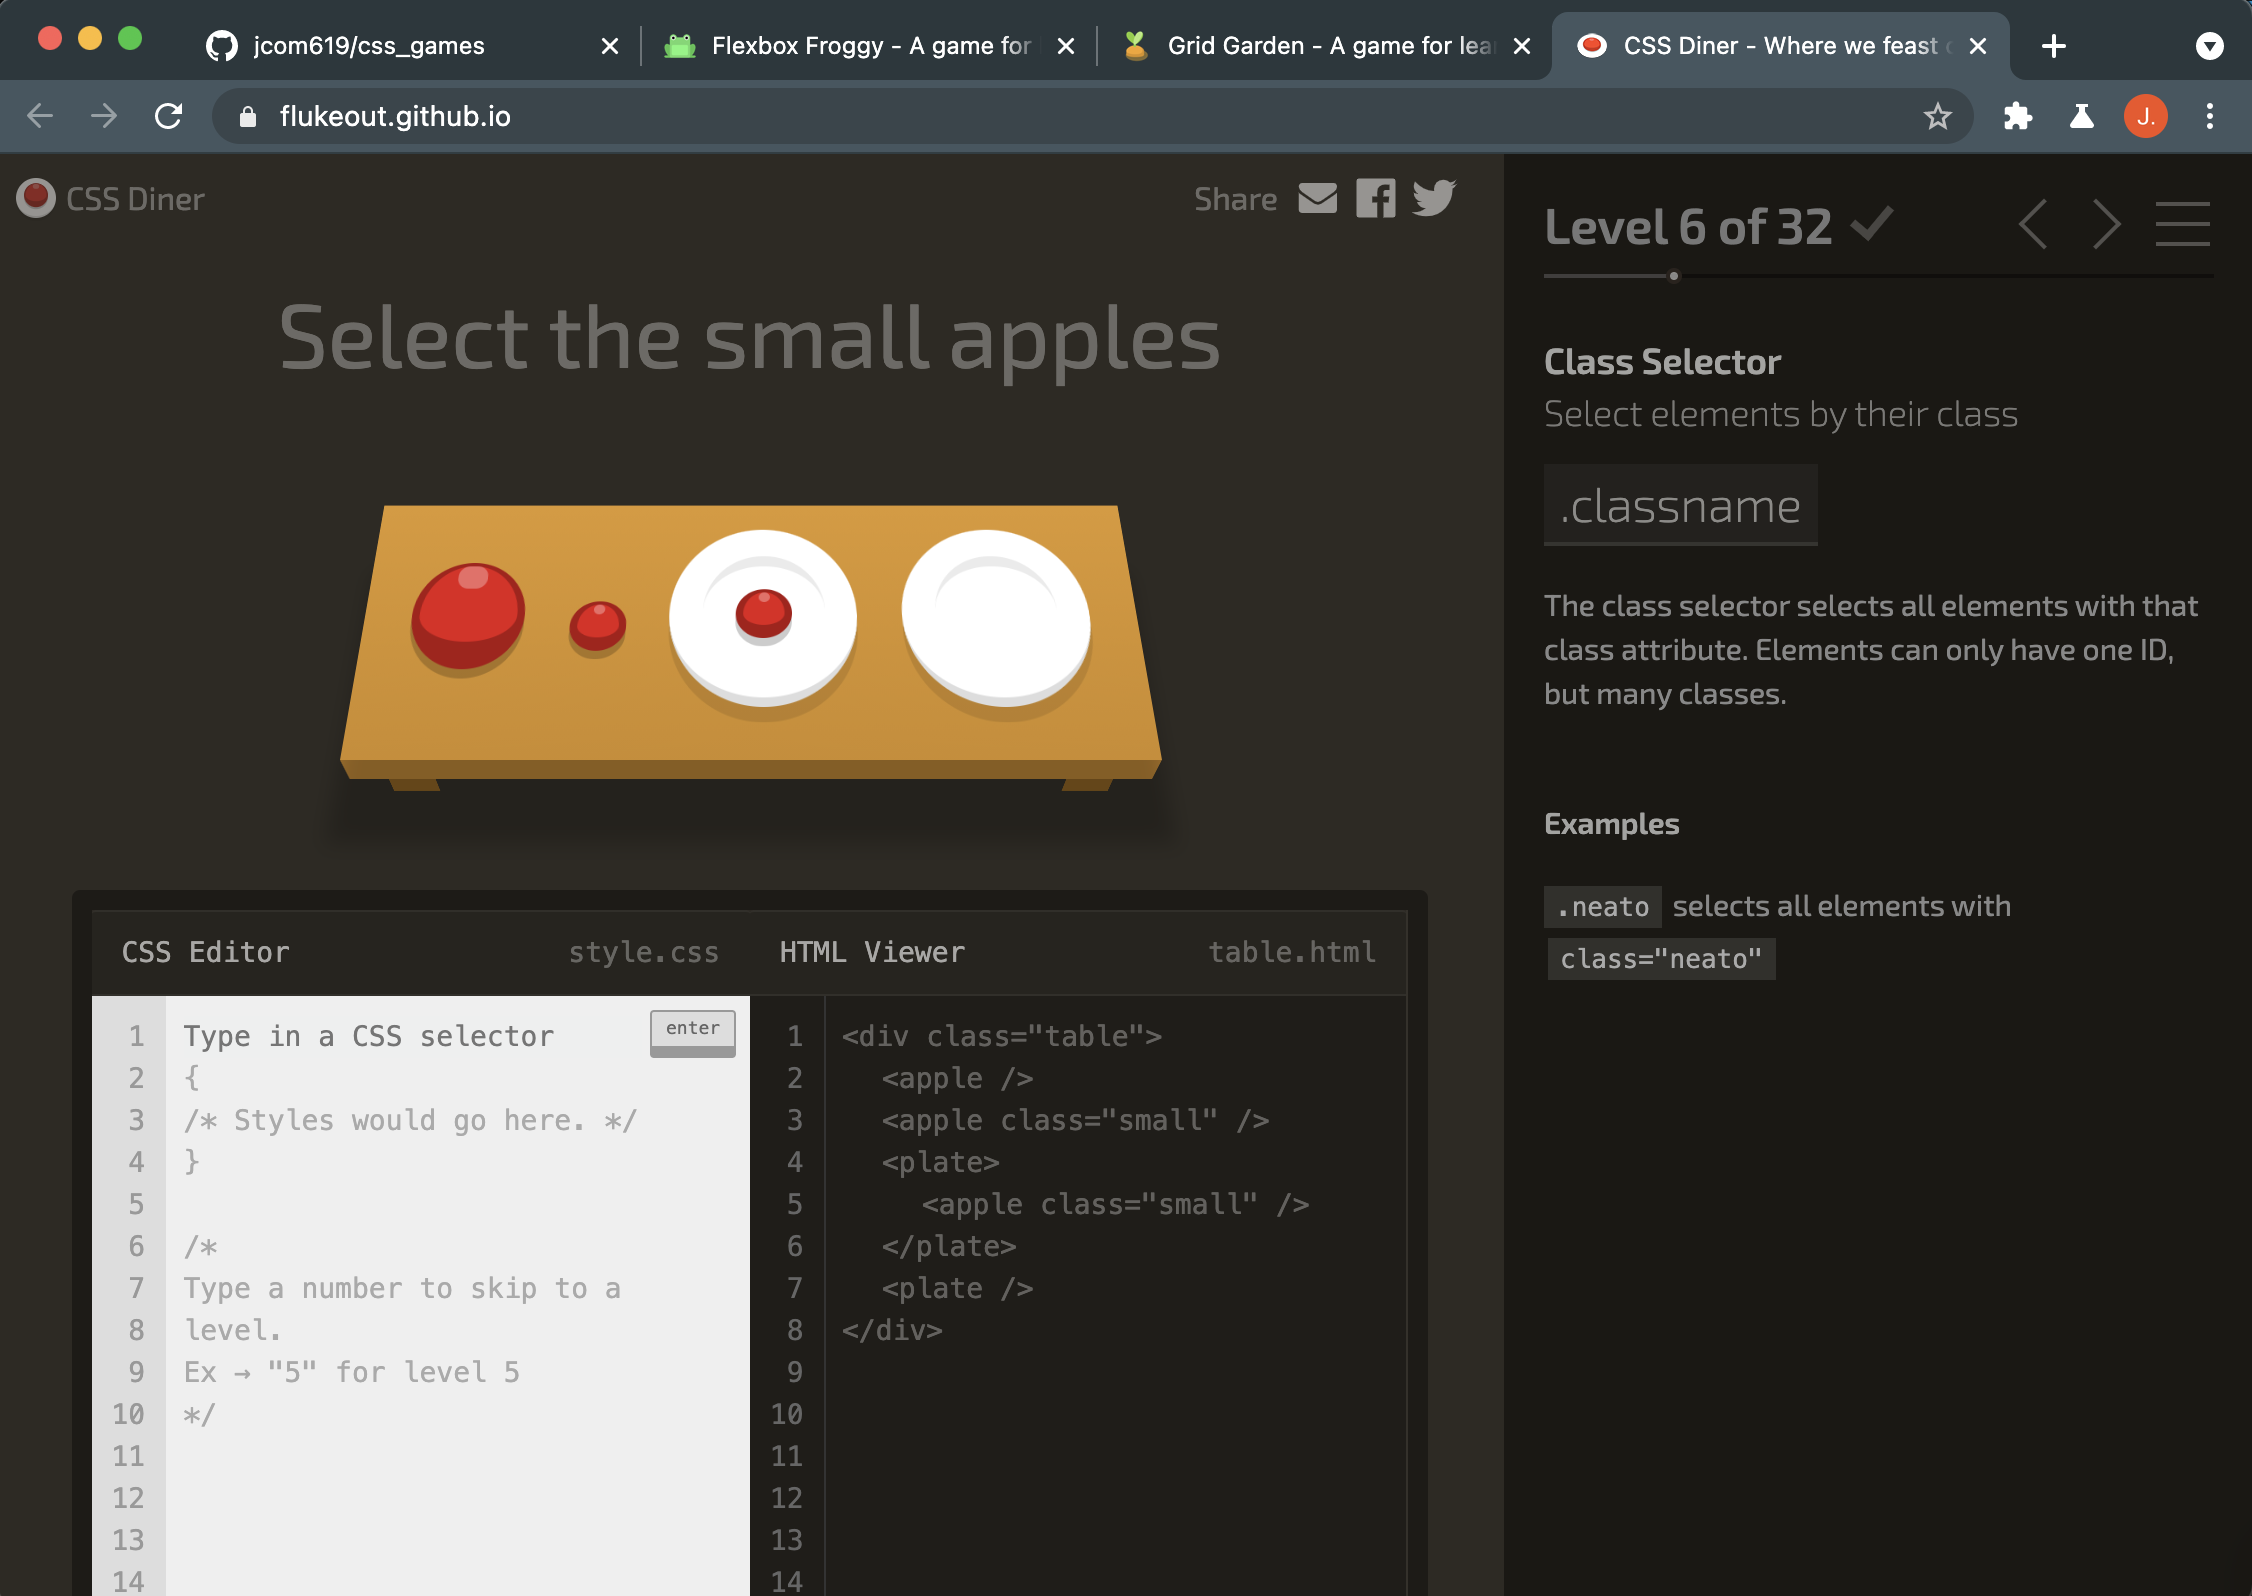 jcom619/css_games
Flexbox Froggy - A game for
Grid Garden - A game for lea
CSS Diner - Where we feast
flukeout.github.io
J.
CSS Diner
Share
Select the small apples
Level 6 of 32
Class Selector
Select elements by their class
.classname
The class selector selects all elements with that
class attribute. Elements can only have one ID,
but many classes.
Examples
.neato selects all elements with
class="neato"
CSS Editor style.css
1 Type in a CSS selector enter
2 {
3 /* Styles would go here. */
4 }
5
6 /*
7 Type a number to skip to a
8 level.
9 Ex → "5" for level 5
10 */
11
12
13
14
HTML Viewer table.html
1 <div class="table">
2 <apple />
3 <apple class="small" />
4 <plate>
5 <apple class="small" />
6 </plate>
7 <plate />
8 </div>
9
10
11
12
13
14